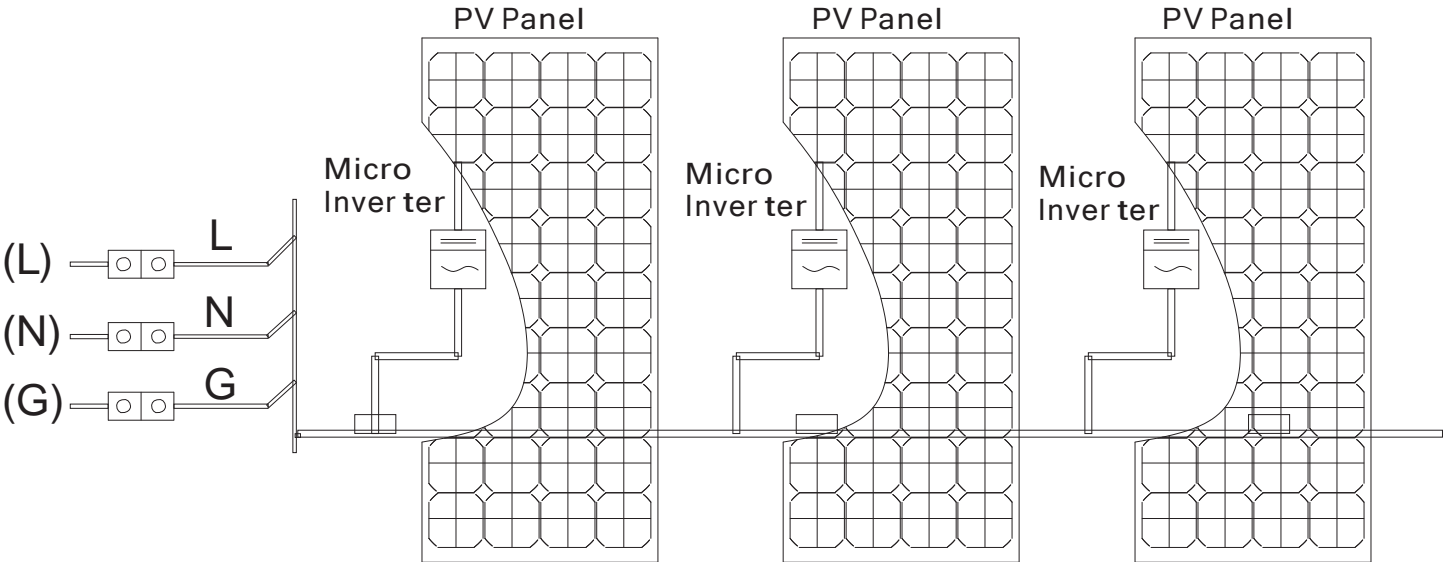 PV Panel
PV Panel
PV Panel
Micro
Inver ter
Micro
Inver ter
Micro
Inver ter
(L)
L
(N)
N
(G)
G